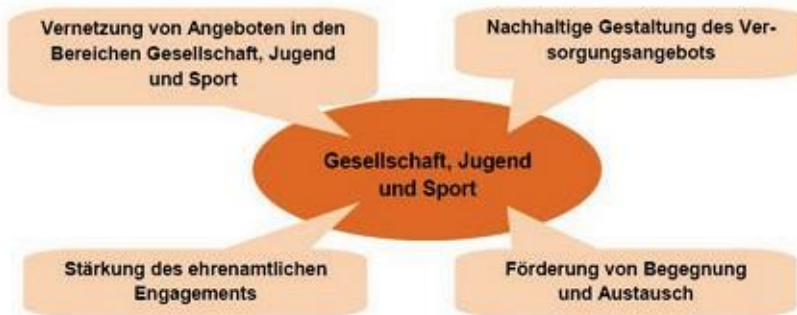 Vernetzung von Angeboten in den
Bereichen Gesellschaft, Jugend
und Sport
Nachhaltige Gestaltung des Ver-
sorgungsangebots
Gesellschaft, Jugend
und Sport
Stärkung des ehrenamtlichen
Engagements
Förderung von Begegnung
und Austausch